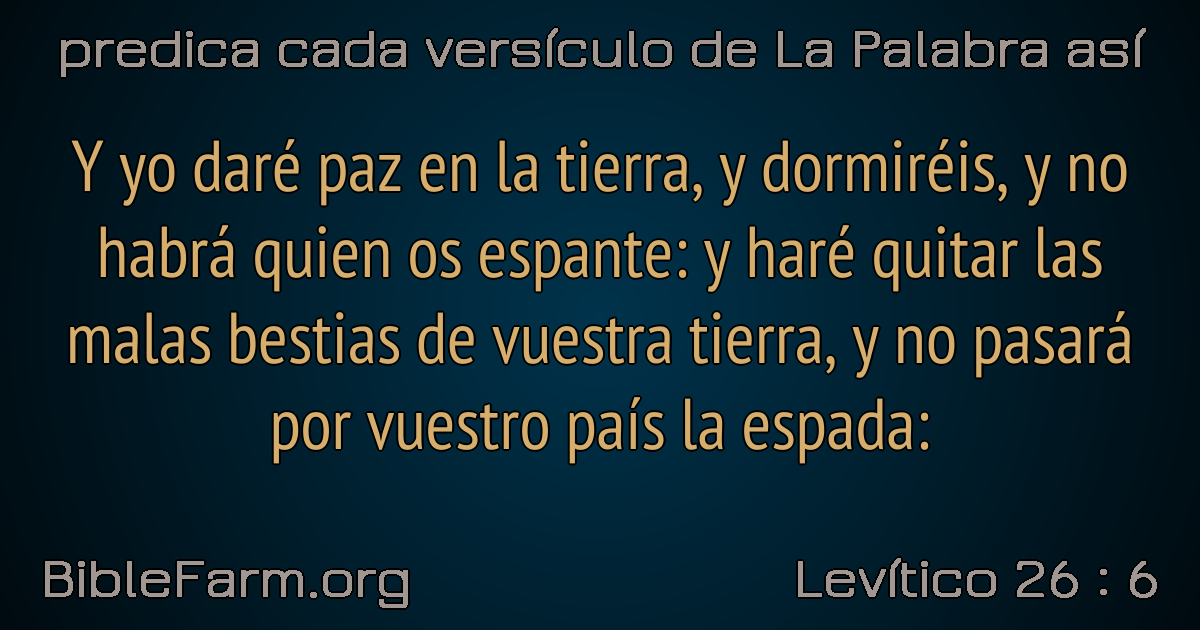 predica cada versículo de La Palabra así
Y yo daré paz en la tierra, y dormiréis, y no
habrá quien os espante: y haré quitar las
malas bestias de vuestra tierra, y no pasará
por vuestro país la espada:
BibleFarm.org
Levítico 26 : 6